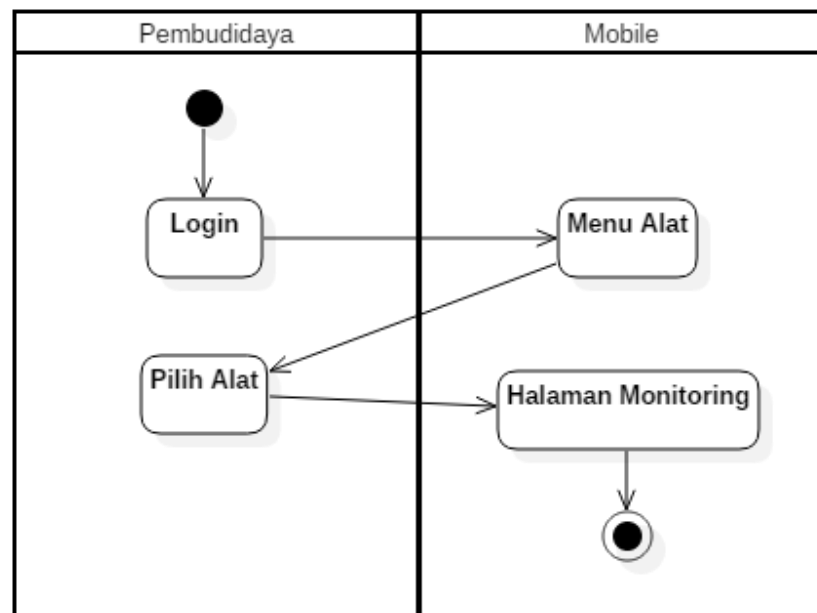 Pembudidaya
Mobile
Login
Menu Alat
Pilih Alat
Halaman Monitoring